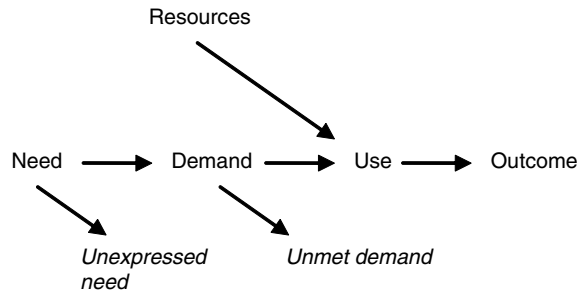 Resources
Need Demand Use Outcome
Unexpressed
need
Unmet demand